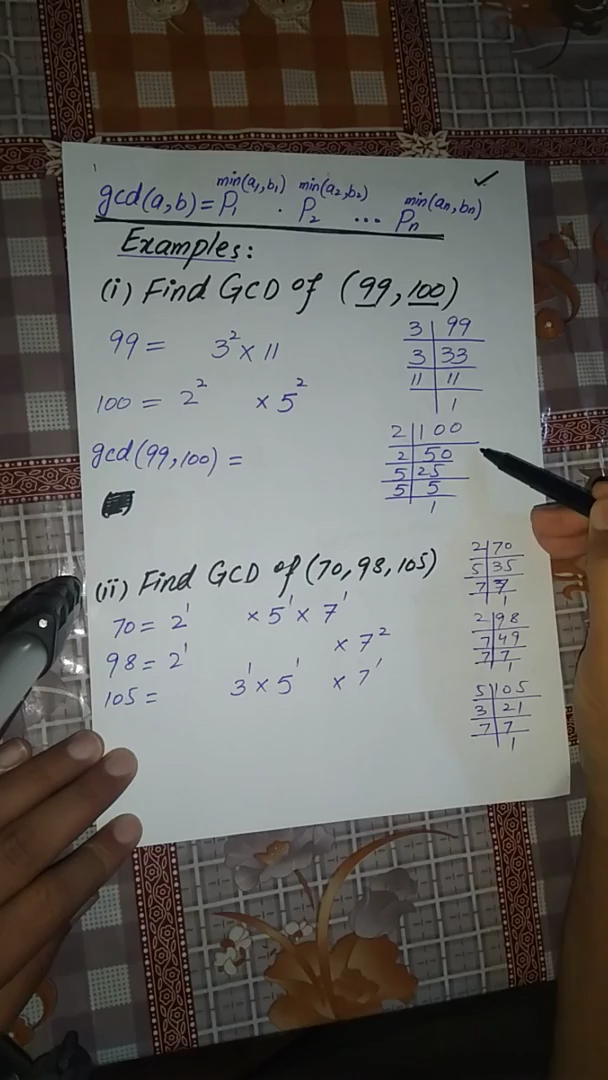 gcd(a,b) = P₁^min(a₁,b₁) · P₂^min(a₂,b₂) ... Pₙ^min(aₙ,bₙ) ✓
Examples:
(i) Find GCD of (99, 100)
99 = 3² x 11
3 | 99
3 | 33
11 | 11
1
100 = 2² x 5²
2 | 100
2 | 50
5 | 25
5 | 5
1
gcd(99,100) =
(ii) Find GCD of (70, 98, 105)
70 = 2¹ x 5¹ x 7¹
98 = 2¹ x 7²
105 = 3¹ x 5¹ x 7¹
2 | 70
5 | 35
7 | 7
1
2 | 98
7 | 49
7 | 7
1
5 | 105
3 | 21
7 | 7
1